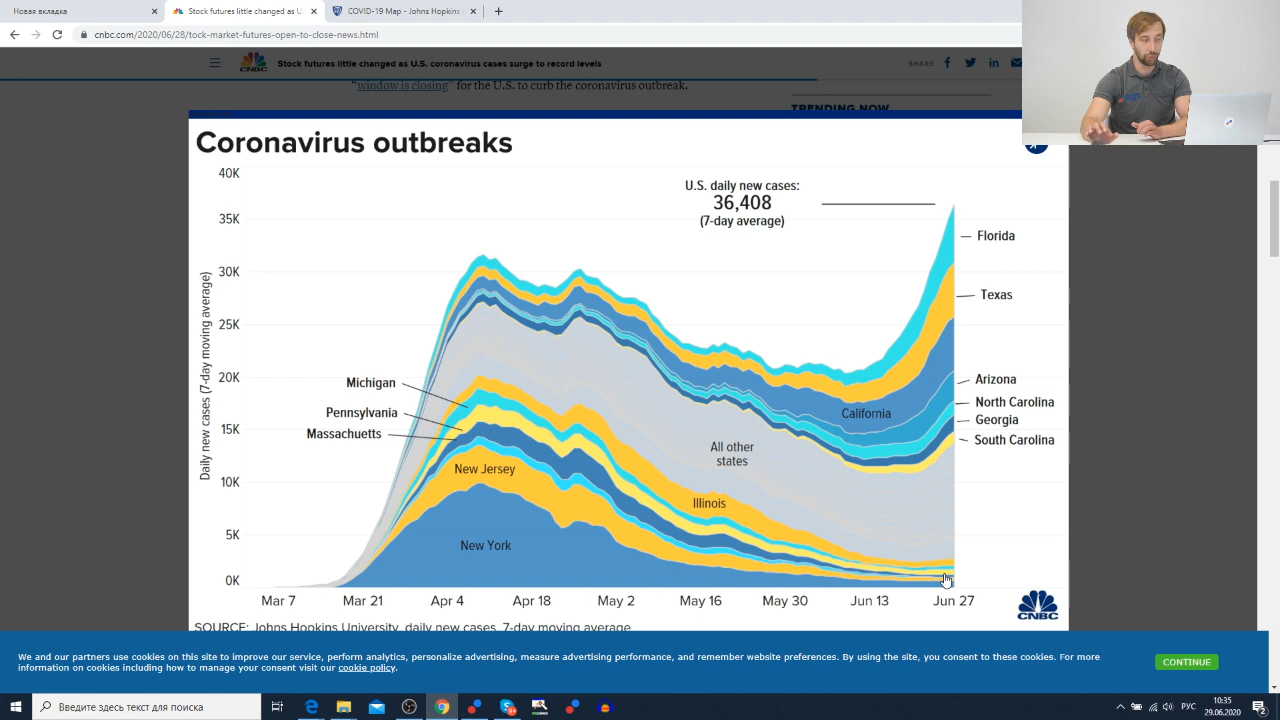 Новая вкладка
Stock futures little changed as U.S.
COVID-19 Map - Johns Hopkins
cnbc.com/2020/06/28/tock-market-futures-open-to-close-news.html
CNBC
Stock futures little changed as U.S. coronavirus cases surge to record levels
SHARE
"window is closing" for the U.S. to curb the coronavirus outbreak.
TRENDING NOW
Coronavirus outbreaks
Daily new cases (7-day moving average)
40K
35K
30K
25K
20K
15K
10K
5K
0K
U.S. daily new cases:
36,408
(7-day average)
Florida
Texas
Arizona
North Carolina
Georgia
South Carolina
Michigan
Pennsylvania
Massachuetts
New Jersey
New York
California
All other
states
Illinois
Mar 7
Mar 21
Apr 4
Apr 18
May 2
May 16
May 30
Jun 13
Jun 27
CNBC
SOURCE: Johns Hopkins University, daily new cases, 7-day moving average
We and our partners use cookies on this site to improve our service, perform analytics, personalize advertising, measure advertising performance, and remember website preferences. By using the site, you consent to these cookies. For more
information on cookies including how to manage your consent visit our cookie policy.
CONTINUE
Введите здесь текст для поиска
РУС
10:35
29.06.2020
2